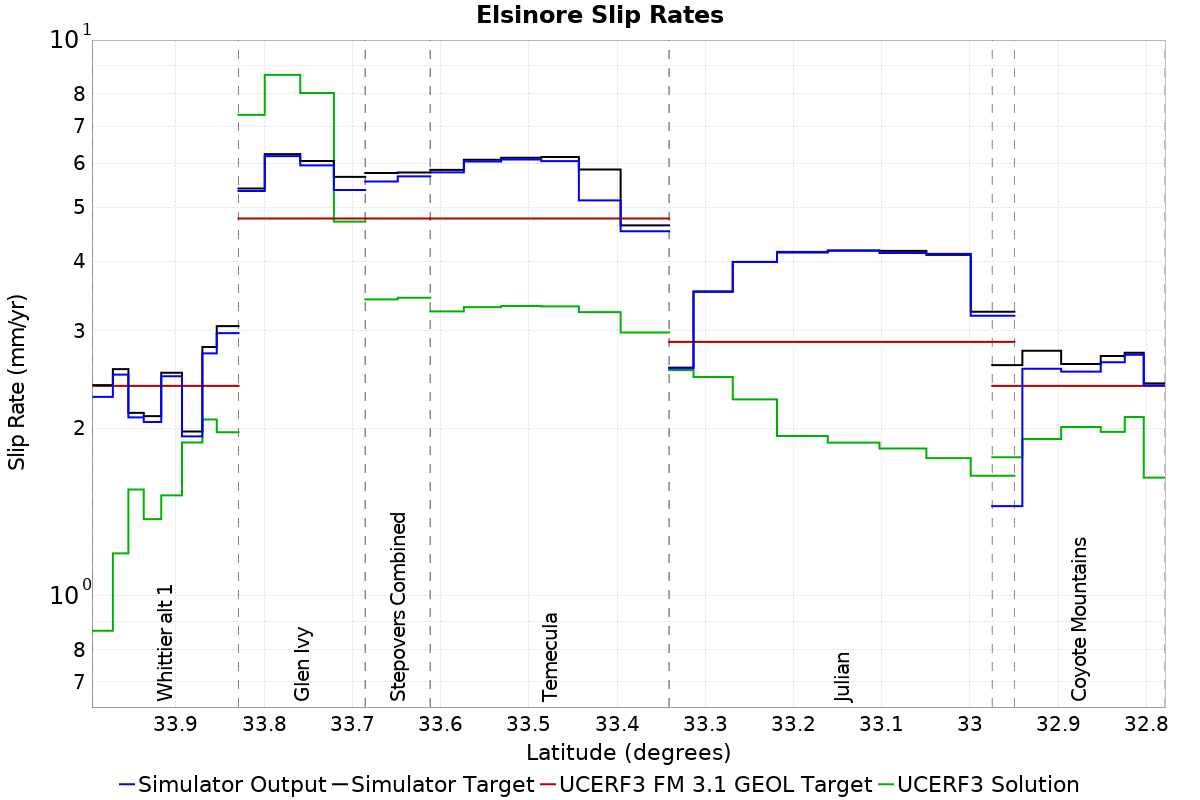 Elsinore Slip Rates
Slip Rate (mm/yr)
10^1
8
7
6
5
4
3
2
10^0
8
7
Whittier alt 1
Glen Ivy
Stepovers Combined
Temecula
Julian
Coyote Mountains
33.9 33.8 33.7 33.6 33.5 33.4 33.3 33.2 33.1 33 32.9 32.8
Latitude (degrees)
Simulator Output Simulator Target UCERF3 FM 3.1 GEOL Target UCERF3 Solution